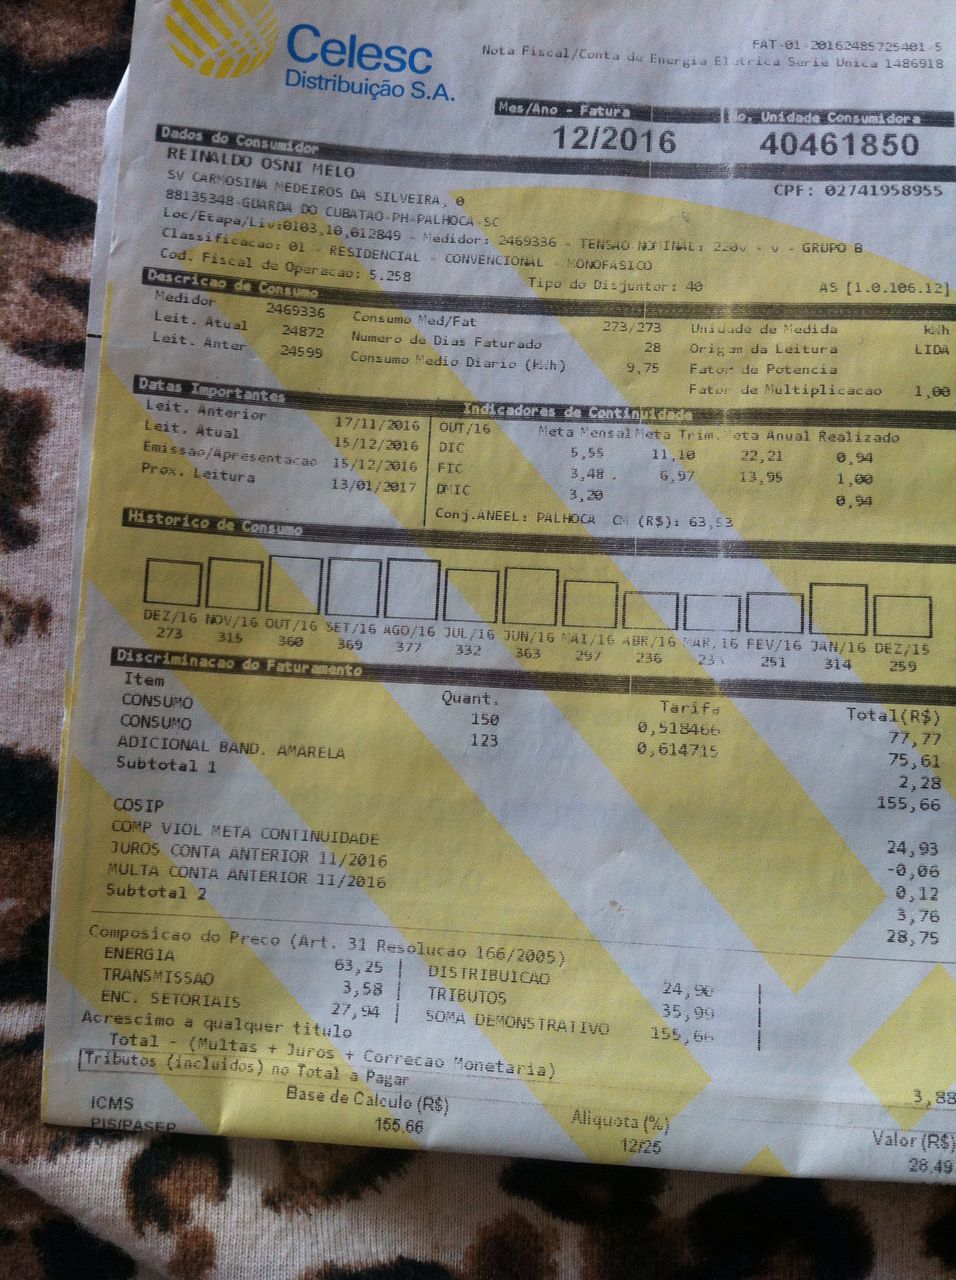 Celesc
Distribuição S.A.
FAT-01-20162485725401-5
Nota Fiscal/Conta de Energia Eletrica Serie Unica 1486918
Mes/Ano - Fatura
No. Unidade Consumidora
12/2016
40461850
Dados do Consumidor
REINALDO OSNI MELO
CPF: 02741958955
SV CARMOSINA MEDEIROS DA SILVEIRA, 0
88135348-GUARDA DO CUBATAO-PH-PALHOCA-SC
Loc/Etapa/Liv:0103,10,012849 - Medidor: 2469336 - TENSAO NOMINAL: 220v - v - GRUPO B
Classificacao: 01 - RESIDENCIAL - CONVENCIONAL - MONOFASICO
Cod. Fiscal de Operacao: 5.258 Tipo do Disjuntor: 40 AS [1.0.106.12]
Descricao de Consumo
Medidor 2469336 Consumo Med/Fat 273/273 Unidade de Medida kWh
Leit. Atual 24872 Numero de Dias Faturado 28 Origem da Leitura LIDA
Leit. Anter 24599 Consumo Medio Diario (kWh) 9,75 Fator de Potencia
Fator de Multiplicacao 1,00
Datas Importantes
Indicadores de Continuidade
Leit. Anterior 17/11/2016 OUT/16 Meta Mensal Meta Trim. Meta Anual Realizado
Leit. Atual 15/12/2016 DIC 5,55 11,10 22,21 0,94
Emissao/Apresentacao 15/12/2016 FIC 3,48 6,97 13,95 1,00
Prox. Leitura 13/01/2017 DMIC 3,20 0,94
Conj.ANEEL: PALHOCA CM (R$): 63,53
Historico de Consumo
DEZ/16 NOV/16 OUT/16 SET/16 AGO/16 JUL/16 JUN/16 MAI/16 ABR/16 MAR/16 FEV/16 JAN/16 DEZ/15
273 315 360 369 377 332 363 297 236 251 314 259
Discriminacao do Faturamento
Item Quant. Tarifa Total(R$)
CONSUMO 150 0,518466 77,77
CONSUMO 123 0,614715 75,61
ADICIONAL BAND. AMARELA 2,28
Subtotal 1 155,66
COSIP 24,93
COMP VIOL META CONTINUIDADE -0,06
JUROS CONTA ANTERIOR 11/2016 0,12
MULTA CONTA ANTERIOR 11/2016 3,76
Subtotal 2 28,75
Composicao do Preco (Art. 31 Resolucao 166/2005)
ENERGIA 63,25 | DISTRIBUICAO 24,90 |
TRANSMISSAO 3,58 | TRIBUTOS 35,99 |
ENC. SETORIAIS 27,94 | SOMA DEMONSTRATIVO 155,66 |
Acrescimo a qualquer titulo
Total - (Multas + Juros + Correcao Monetaria) 3,88
Tributos (incluidos) no Total a Pagar
Base de Calculo (R$) Aliquota (%) Valor (R$)
ICMS 155,66 12/25 28,49
PIS/PASEP